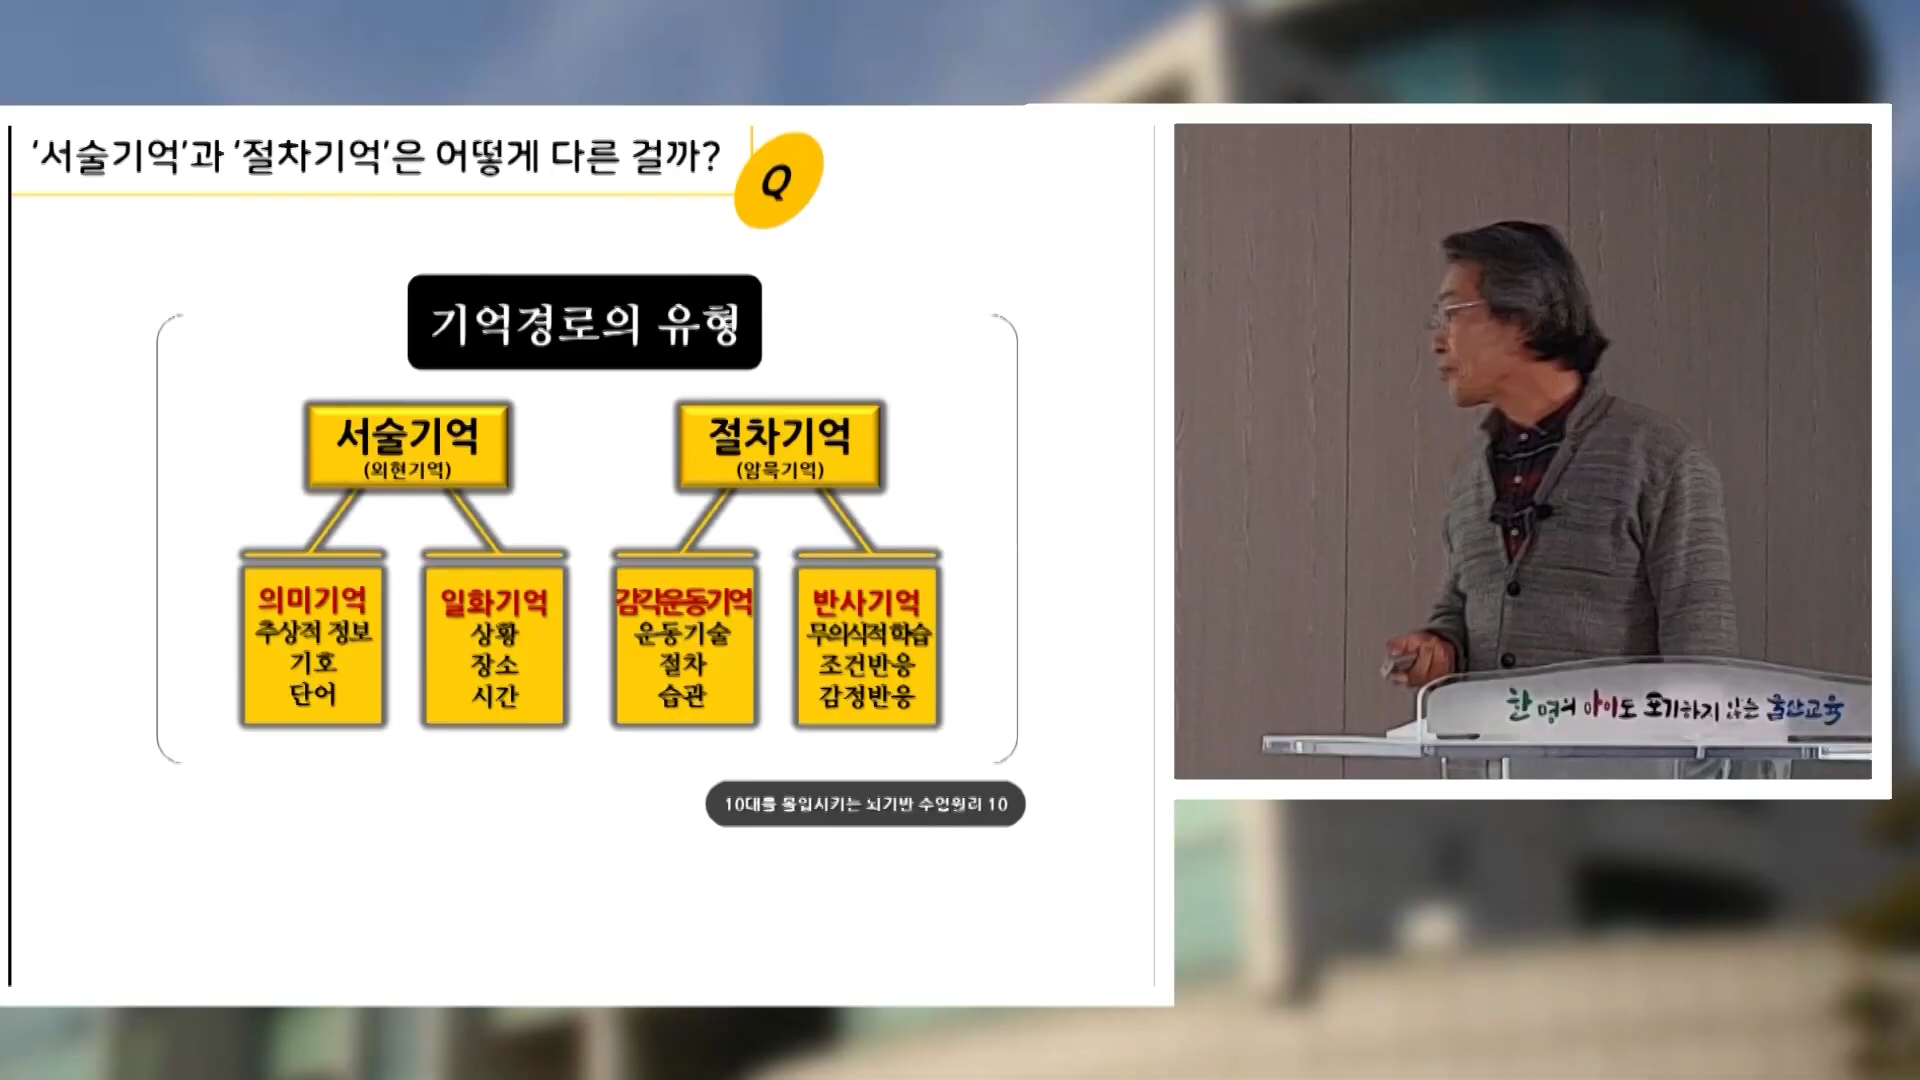 ‘서술기억’과 ‘절차기억’은 어떻게 다른 걸까?
Q
기억경로의 유형
서술기억
(외현기억)
절차기억
(암묵기억)
의미기억
추상적 정보
기호
단어
일화기억
상황
장소
시간
감각운동기억
운동기술
절차
습관
반사기억
무의식적 학습
조건반응
감정반응
10대를 몰입시키는 뇌기반 수업원리 10
한 명의 아이도 포기하지 않는 울산교육